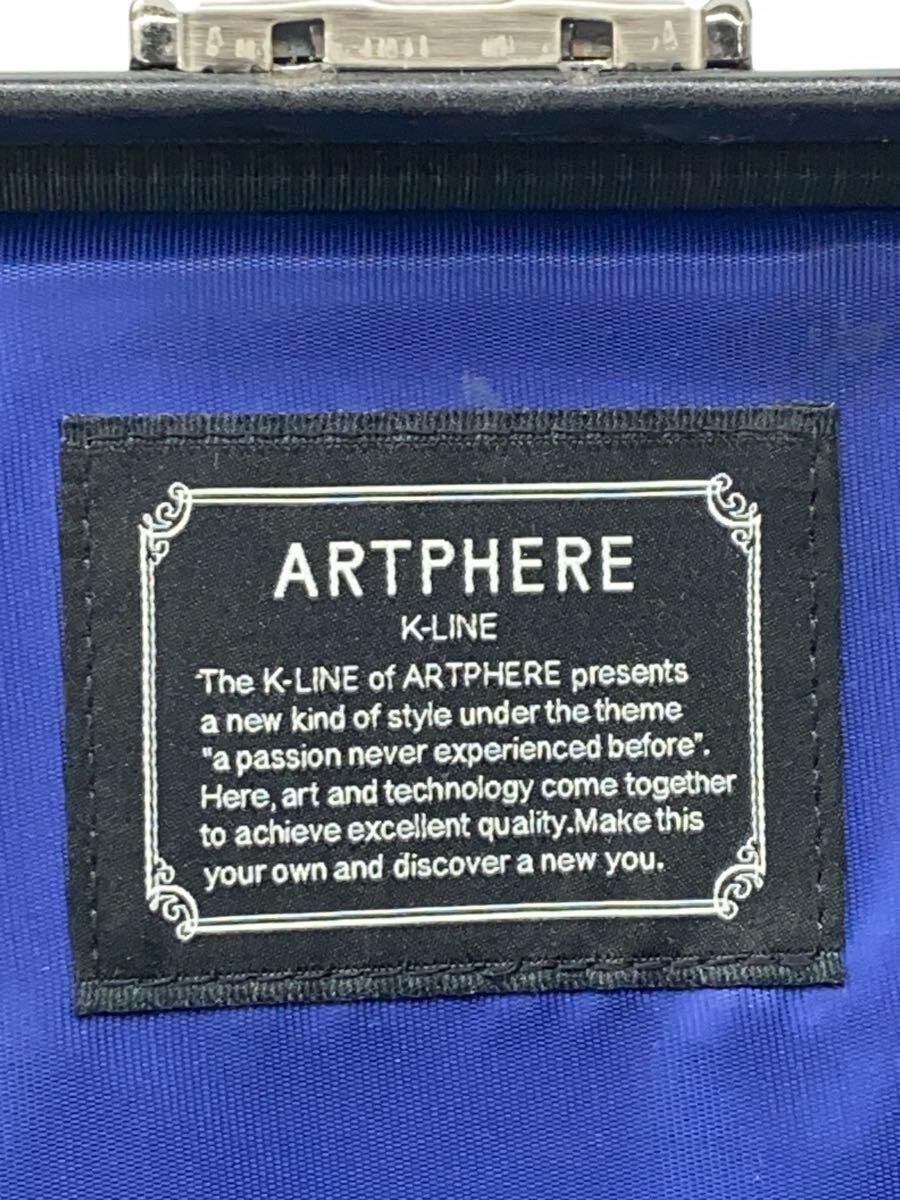 ARTPHERE
K-LINE
The K-LINE of ARTPHERE presents
a new kind of style under the theme
"a passion never experienced before".
Here, art and technology come together
to achieve excellent quality.Make this
your own and discover a new you.